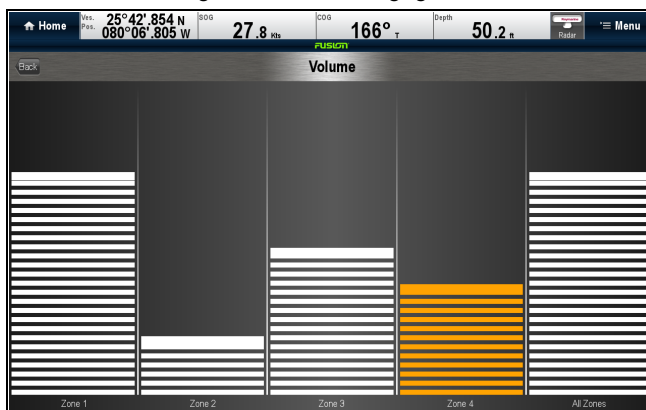 Home
Ves. Pos. 25°42'.854 N
080°06'.805 W
SOG 27.8 Kts
COG 166° T
Depth 50.2 ft
Radar
Menu
FUSION
Back
Volume
Zone 1 Zone 2 Zone 3 Zone 4 All Zones